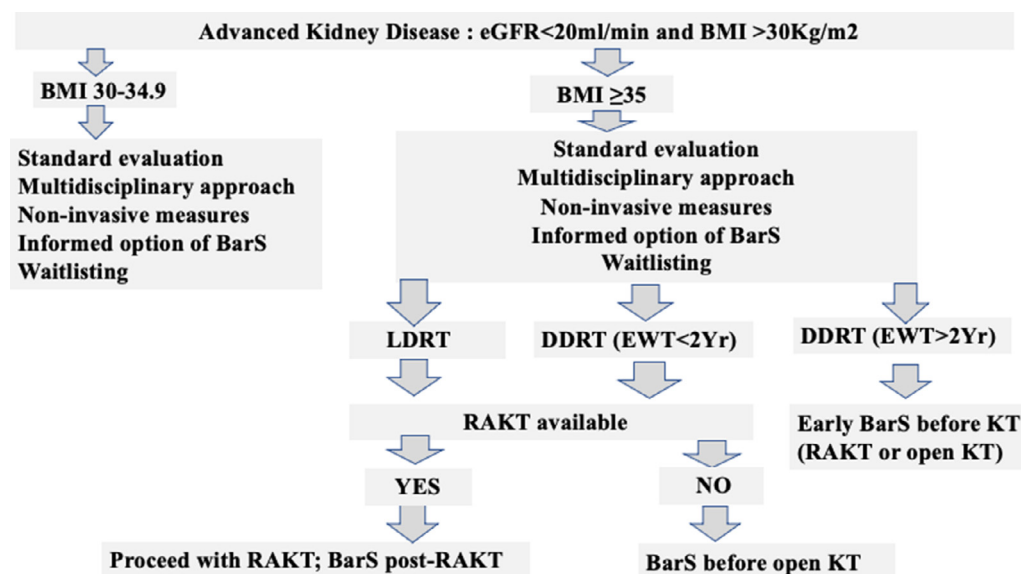 Advanced Kidney Disease : eGFR<20ml/min and BMI >30Kg/m2
BMI 30-34.9
BMI ≥35
Standard evaluation
Multidisciplinary approach
Non-invasive measures
Informed option of BarS
Waitlisting
Standard evaluation
Multidisciplinary approach
Non-invasive measures
Informed option of BarS
Waitlisting
LDRT
DDRT (EWT<2Yr)
DDRT (EWT>2Yr)
RAKT available
Early BarS before KT
(RAKT or open KT)
YES
NO
Proceed with RAKT; BarS post-RAKT
BarS before open KT